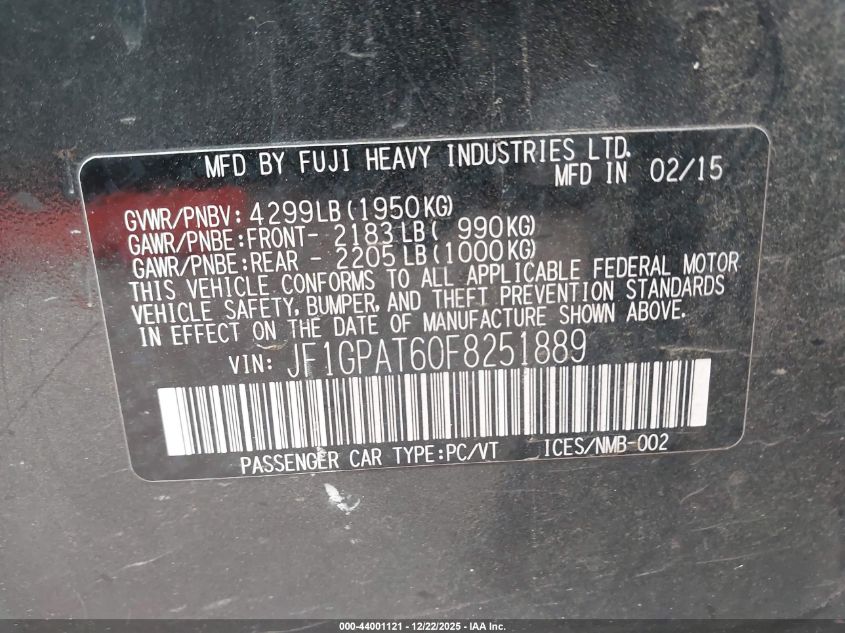 MFD BY FUJI HEAVY INDUSTRIES LTD.
MFD IN 02/15
GVWR/PNBV: 4299LB(1950KG)
GAWR/PNBE:FRONT- 2183LB( 990KG)
GAWR/PNBE:REAR - 2205LB(1000KG)
THIS VEHICLE CONFORMS TO ALL APPLICABLE FEDERAL MOTOR
VEHICLE SAFETY, BUMPER, AND THEFT PREVENTION STANDARDS
IN EFFECT ON THE DATE OF MANUFACTURE SHOWN ABOVE.
VIN: JF1GPAT60F8251889
PASSENGER CAR TYPE:PC/VT ICES/NMB-002
000-44001121 - 12/22/2025 - IAA Inc.